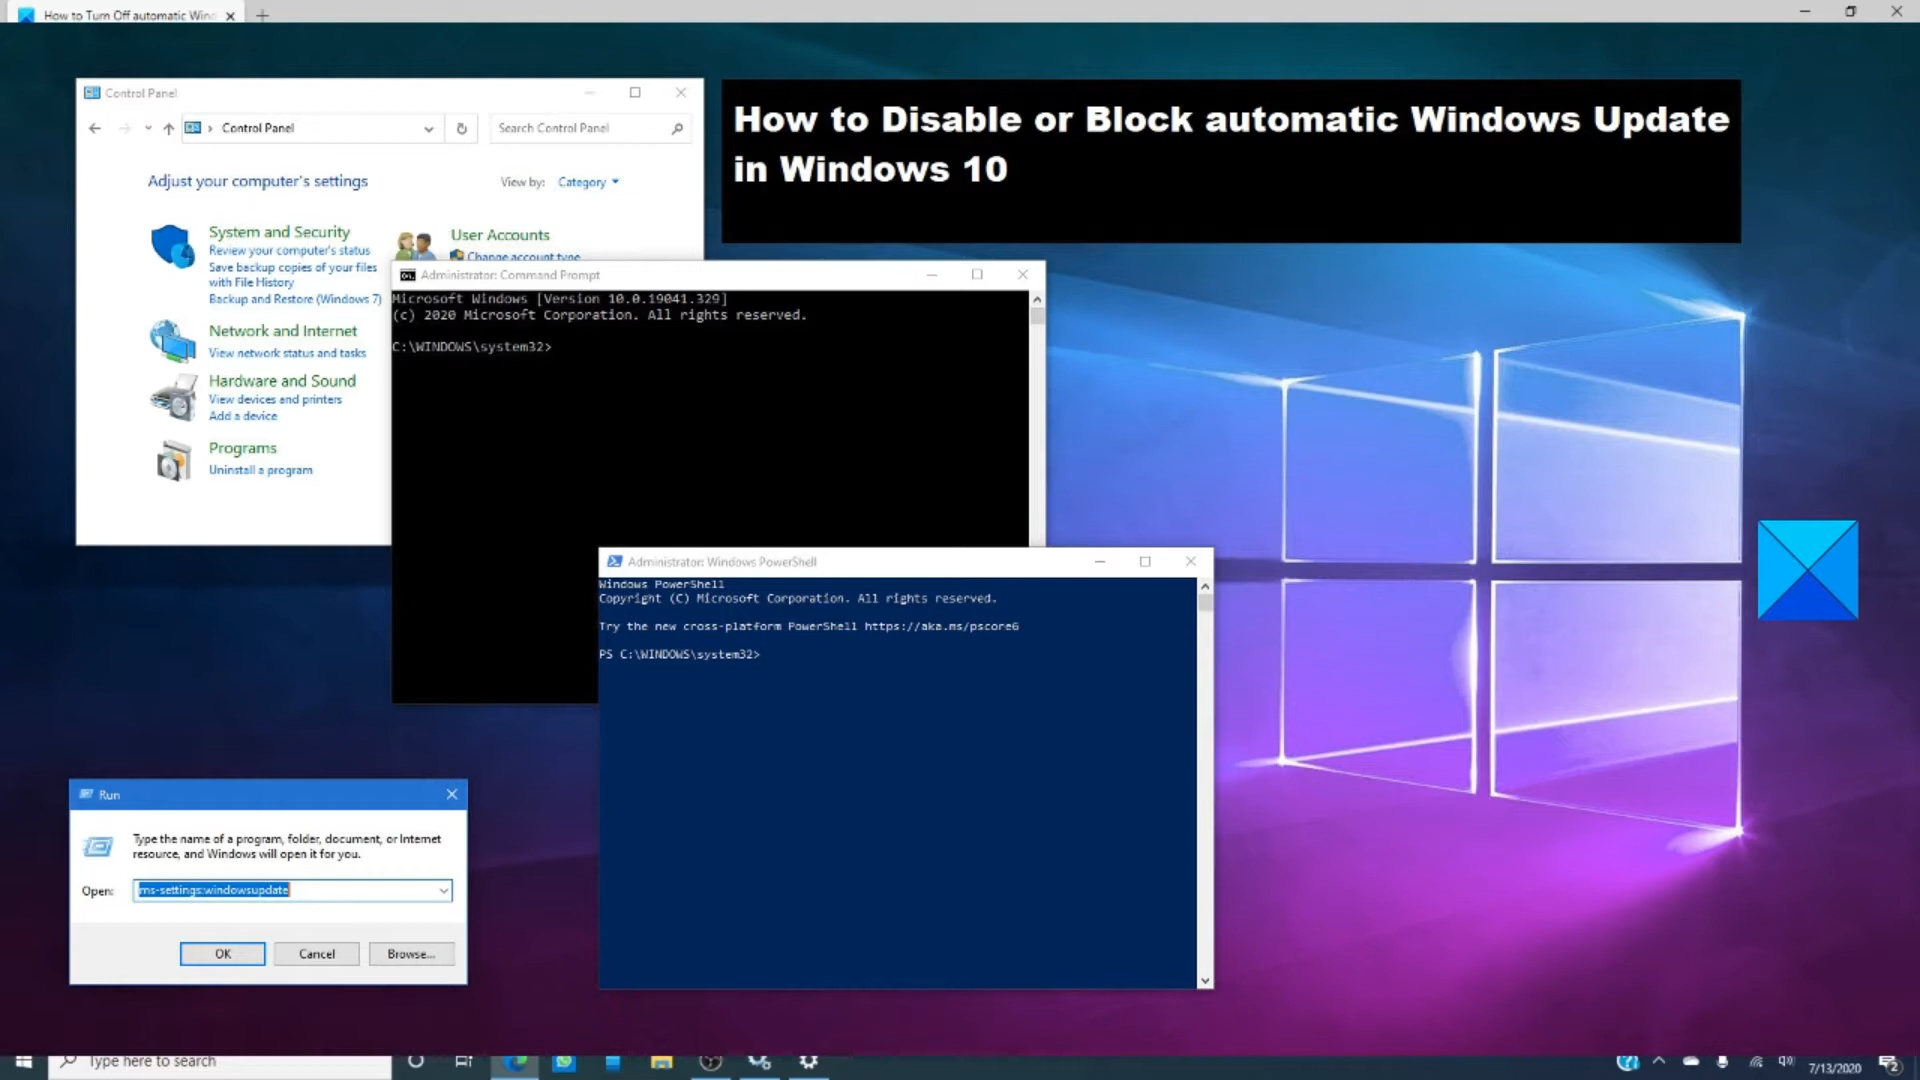 How to Turn Off automatic Wind
Control Panel
Control Panel
Search Control Panel
Adjust your computer's settings
View by: Category
System and Security
Review your computer's status
Save backup copies of your files
with File History
Backup and Restore (Windows 7)
Network and Internet
View network status and tasks
Hardware and Sound
View devices and printers
Add a device
Programs
Uninstall a program
User Accounts
Change account type
How to Disable or Block automatic Windows Update
in Windows 10
Administrator: Command Prompt
Microsoft Windows [Version 10.0.19041.329]
(c) 2020 Microsoft Corporation. All rights reserved.
C:\WINDOWS\system32>
Administrator: Windows PowerShell
Windows PowerShell
Copyright (C) Microsoft Corporation. All rights reserved.
Try the new cross-platform PowerShell https://aka.ms/pscore6
PS C:\WINDOWS\system32>
Run
Type the name of a program, folder, document, or Internet
resource, and Windows will open it for you.
Open: ms-settings:windowsupdate
OK Cancel Browse...
Type here to search
7/13/2020
2